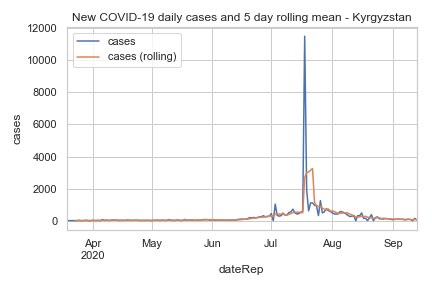 New COVID-19 daily cases and 5 day rolling mean - Kyrgyzstan
12000
cases
cases (rolling)
10000
8000
6000
4000
2000
0
cases
Apr
2020
May
Jun
Jul
Aug
Sep
dateRep